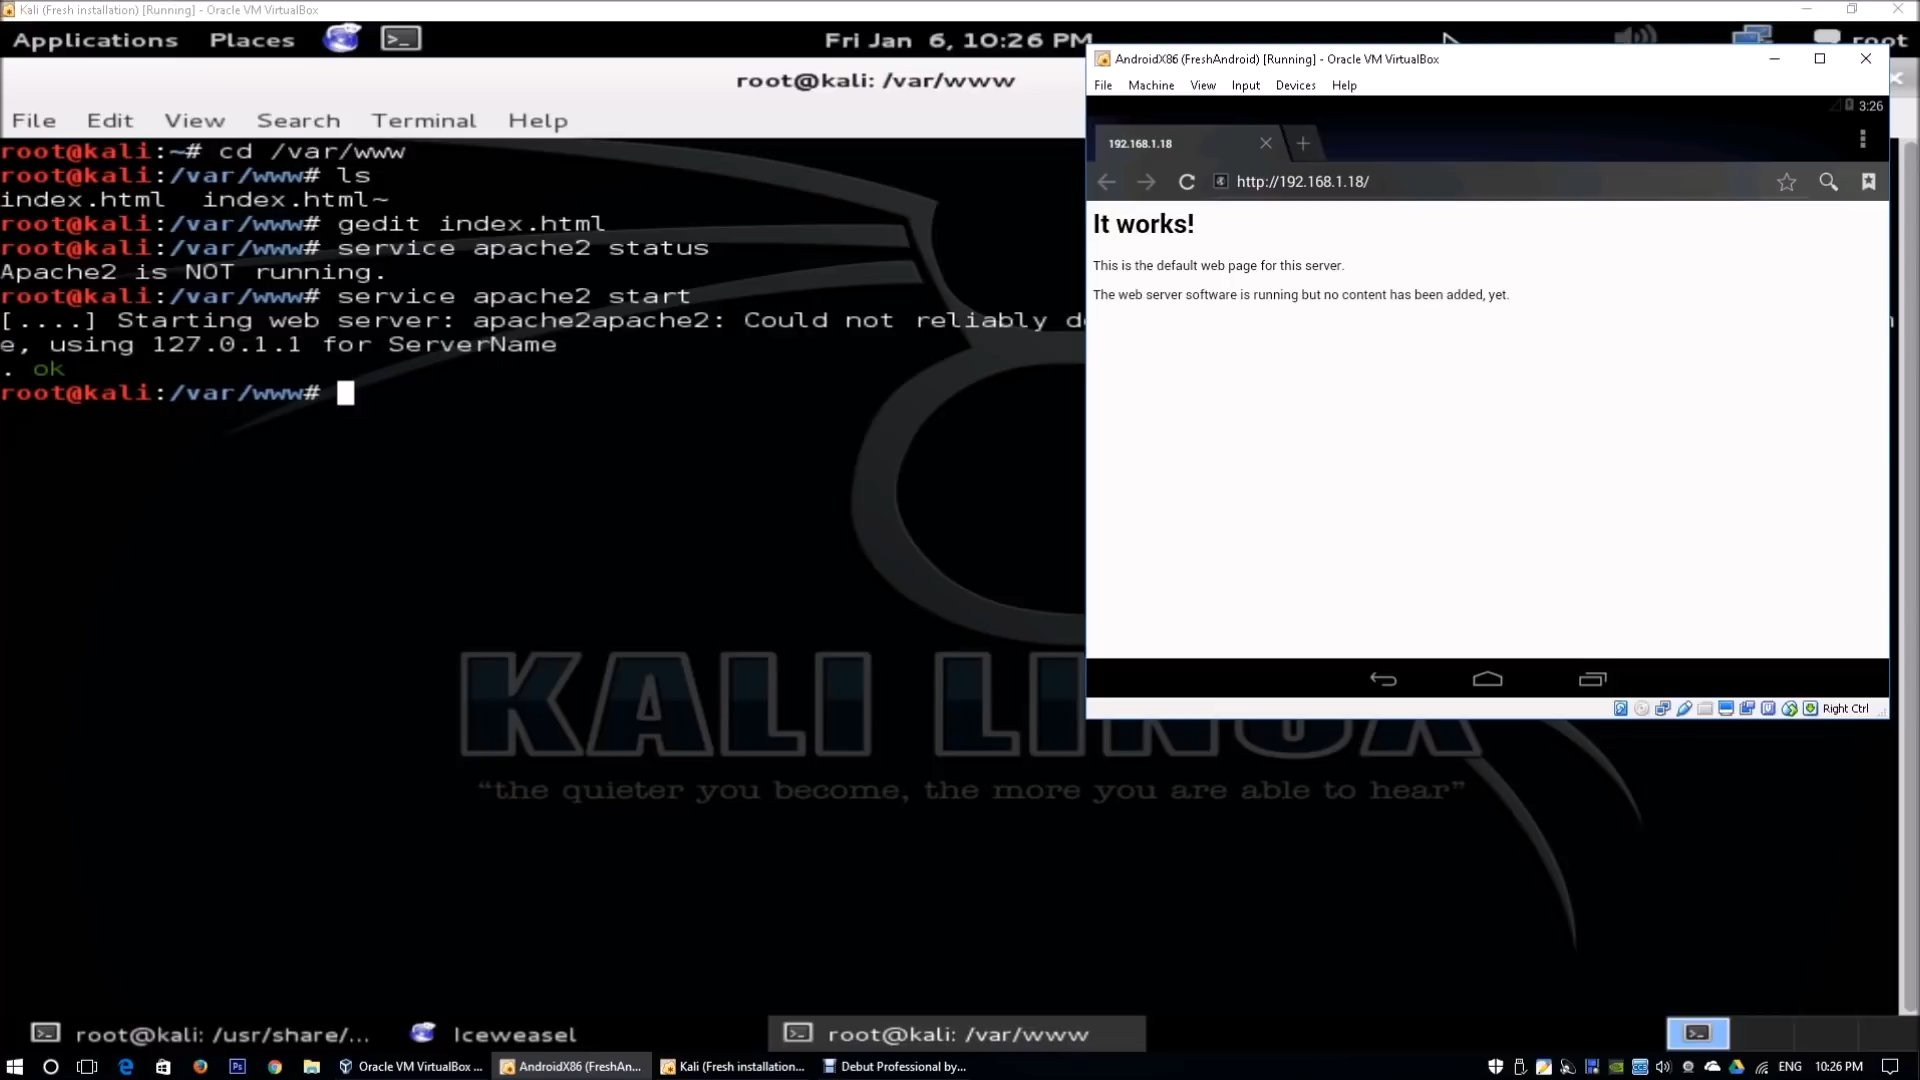 Kali (Fresh installation) [Running] - Oracle VM VirtualBox
Applications Places Fri Jan 6, 10:26 PM root
root@kali: /var/www
File Edit View Search Terminal Help
root@kali:~# cd /var/www
root@kali:/var/www# ls
index.html index.html~
root@kali:/var/www# gedit index.html
root@kali:/var/www# service apache2 status
Apache2 is NOT running.
root@kali:/var/www# service apache2 start
[....] Starting web server: apache2apache2: Could not reliably
e, using 127.0.1.1 for ServerName
. ok
root@kali:/var/www#
AndroidX86 (FreshAndroid) [Running] - Oracle VM VirtualBox
File Machine View Input Devices Help
3:26
192.168.1.18
http://192.168.1.18/
It works!
This is the default web page for this server.
The web server software is running but no content has been added, yet.
Right Ctrl
KALI LINUX
“the quieter you become, the more you are able to hear”
root@kali: /usr/share/...
Iceweasel
root@kali: /var/www
Ps
Oracle VM VirtualBox ...
AndroidX86 (FreshAn...
Kali (Fresh installation...
Debut Professional by...
ENG 10:26 PM